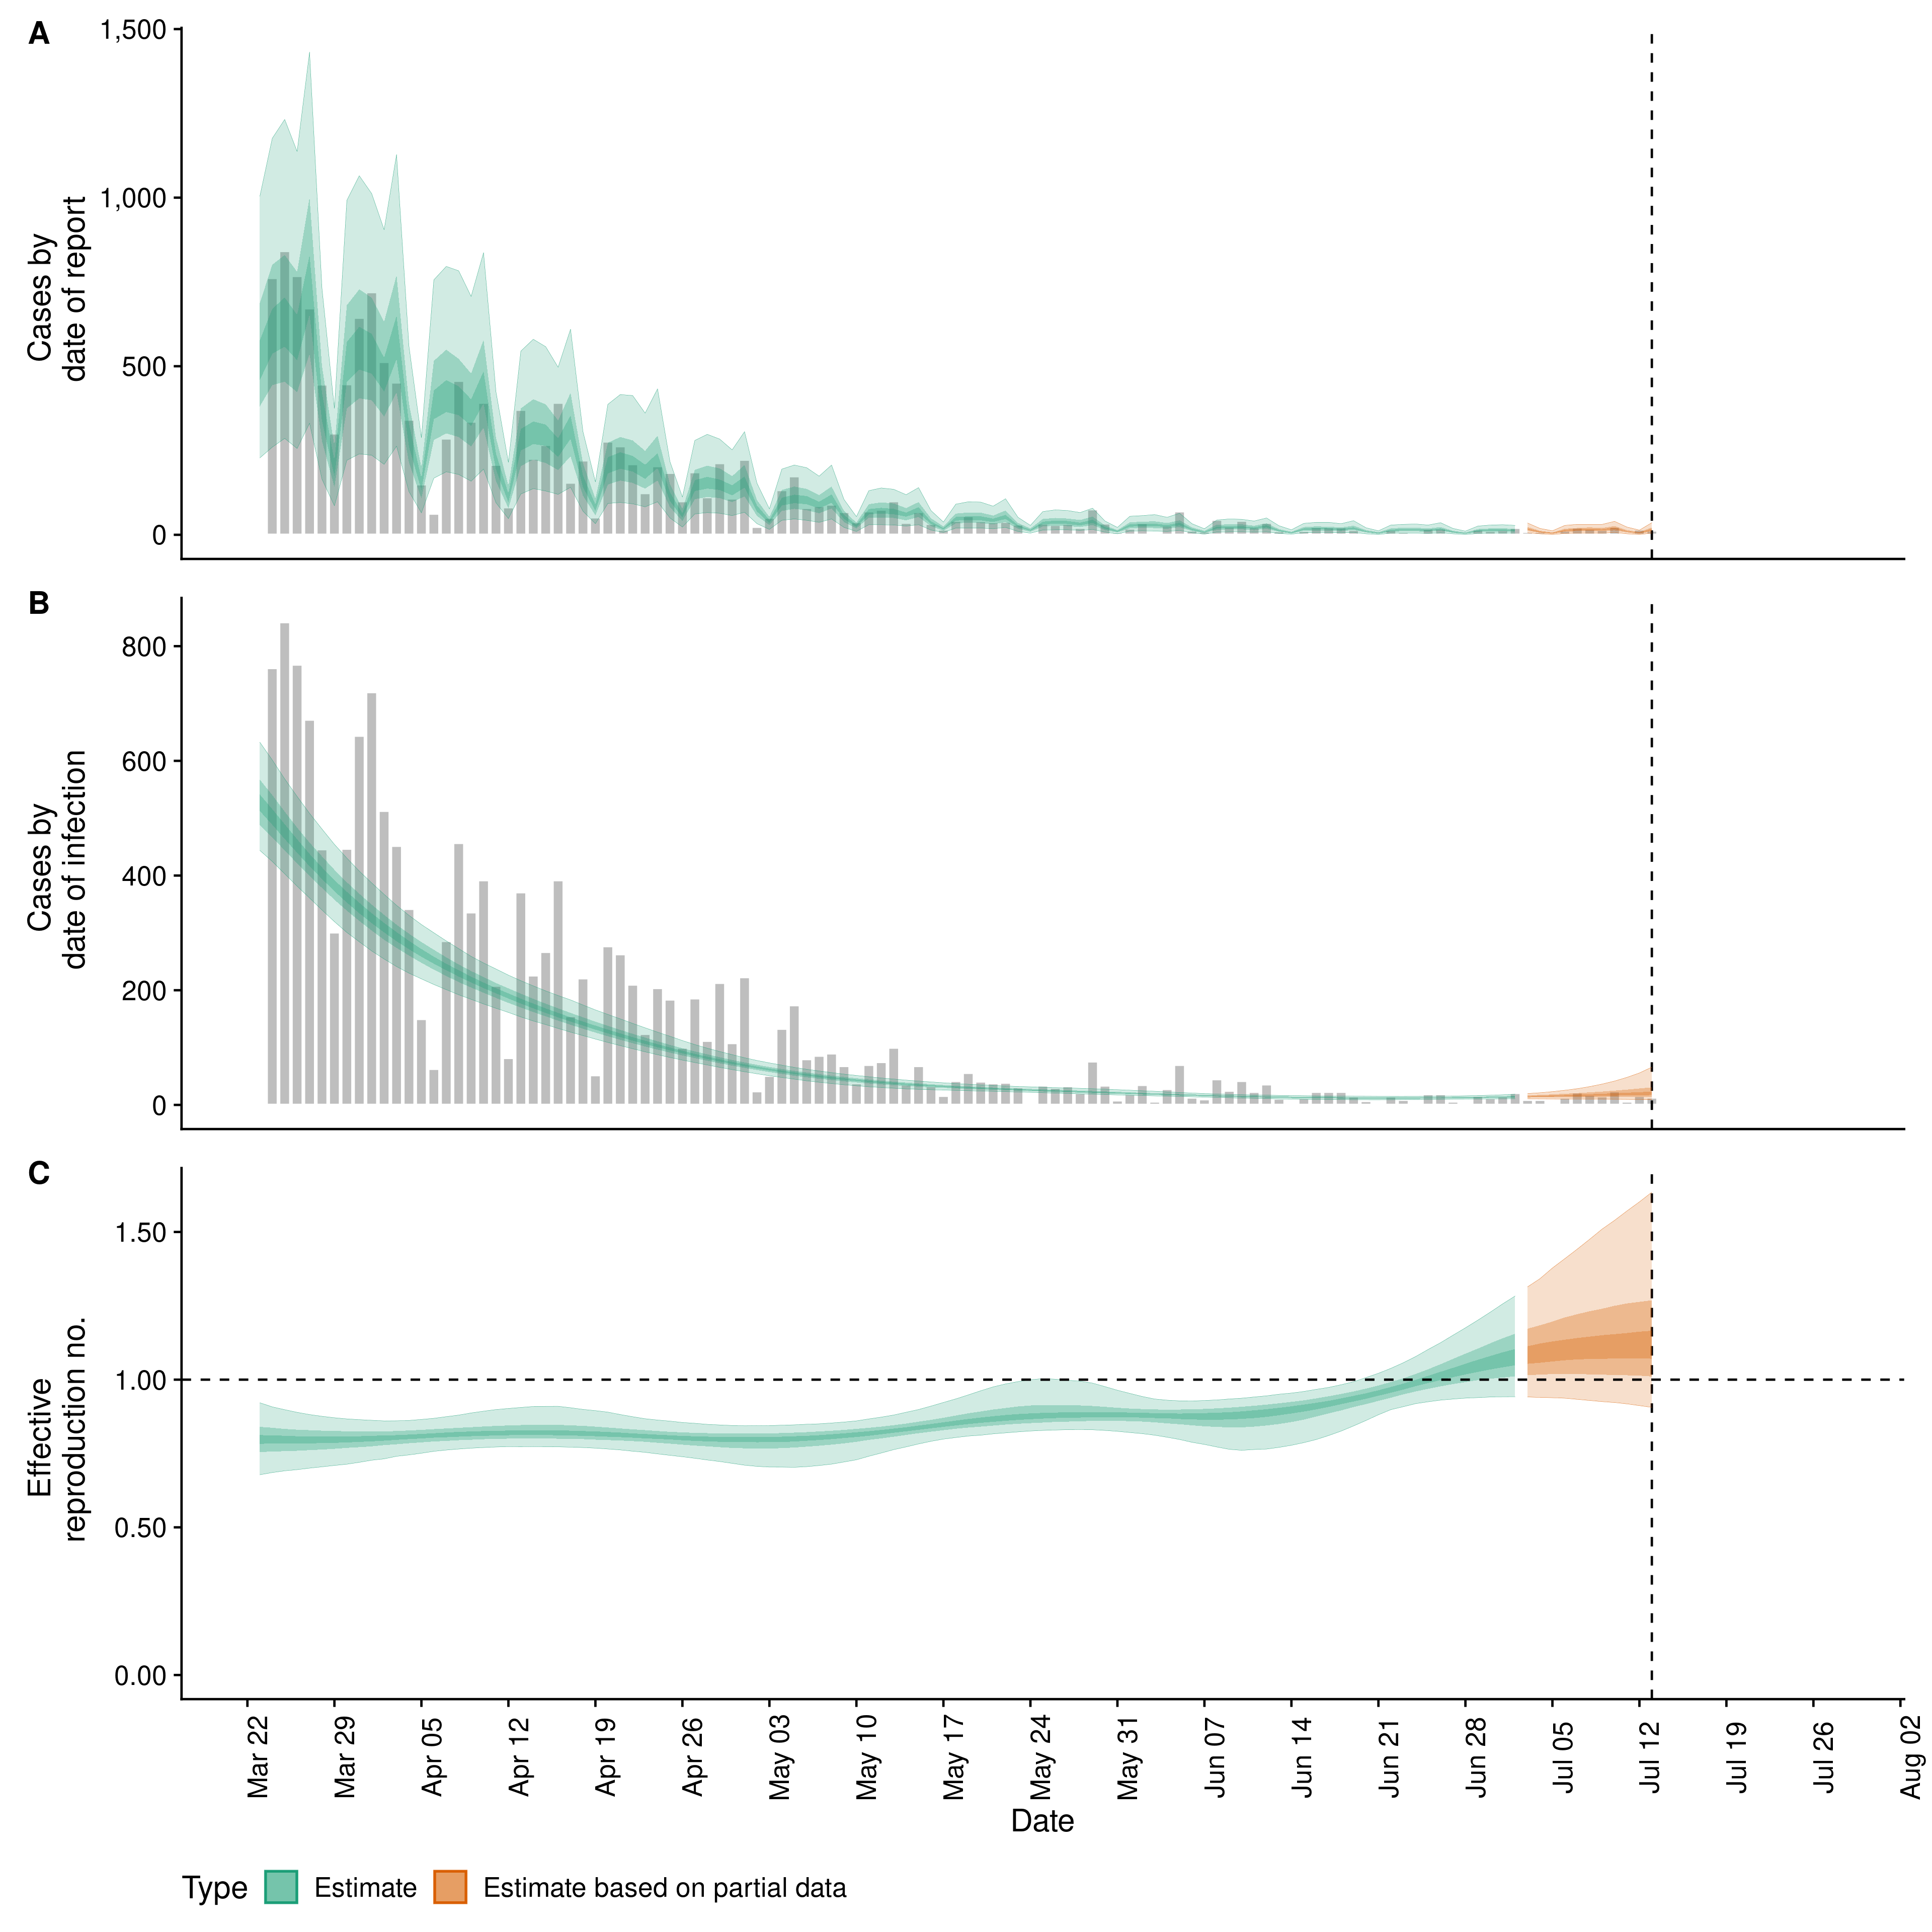 A
1,500
1,000
500
0
Cases by
date of report
B
800
600
400
200
0
Cases by
date of infection
C
1.50
1.00
0.50
0.00
Effective
reproduction no.
Mar 22
Mar 29
Apr 05
Apr 12
Apr 19
Apr 26
May 03
May 10
May 17
May 24
May 31
Jun 07
Jun 14
Jun 21
Jun 28
Jul 05
Jul 12
Jul 19
Jul 26
Aug 02
Date
Type Estimate Estimate based on partial data